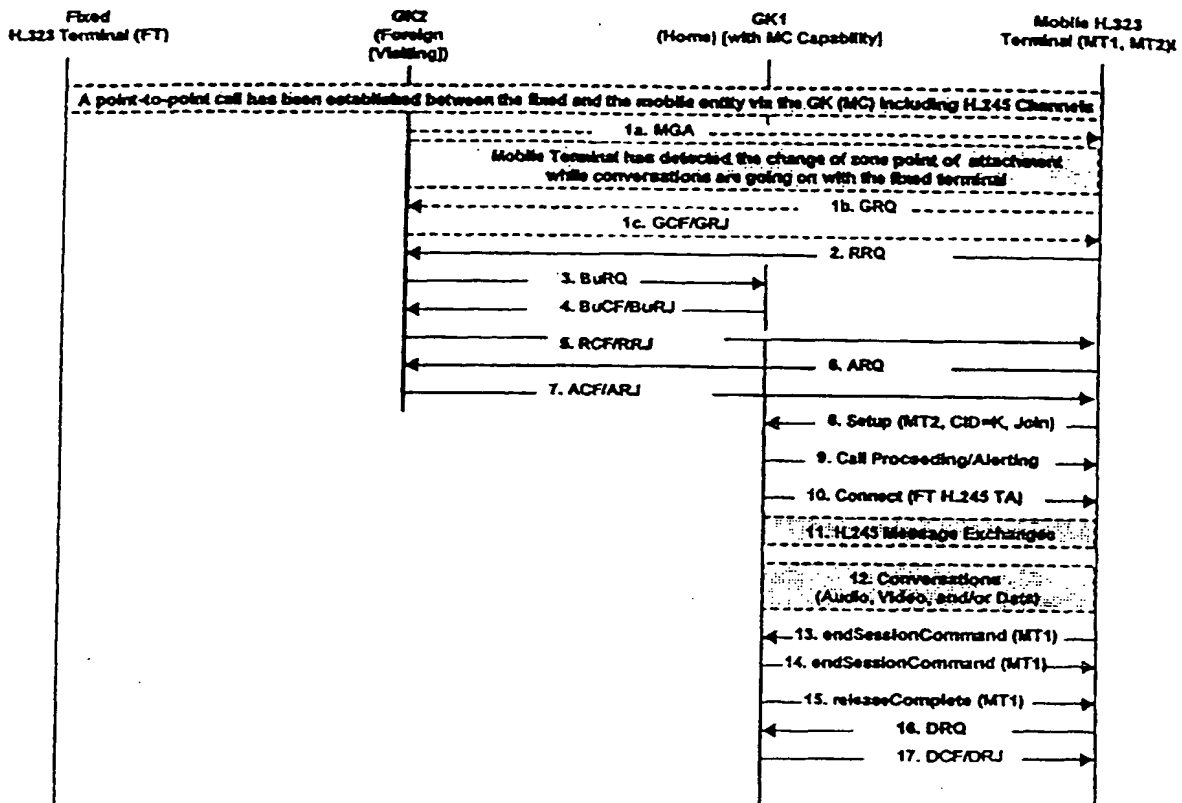 Fixed
H.323 Terminal (FT)
GK2
(Foreign
[Visiting])
GK1
(Home) [with MC Capability]
Mobile H.323
Terminal (MT1, MT2)
A point-to-point call has been established between the fixed and the mobile entity via the GK (MC) including H.245 Channels
1a. MGA
Mobile Terminal has detected the change of zone point of attachment
while conversations are going on with the fixed terminal
1b. GRQ
1c. GCF/GRJ
2. RRQ
3. BuRQ
4. BuCF/BuRJ
5. RCF/RRJ
6. ARQ
7. ACF/ARJ
8. Setup (MT2, CID=K, Join)
9. Call Proceeding/Alerting
10. Connect (FT H.245 TA)
11. H.245 Message Exchanges
12. Conversations
(Audio, Video, and/or Data)
13. endSessionCommand (MT1)
14. endSessionCommand (MT1)
15. releaseComplete (MT1)
16. DRQ
17. DCF/DRJ